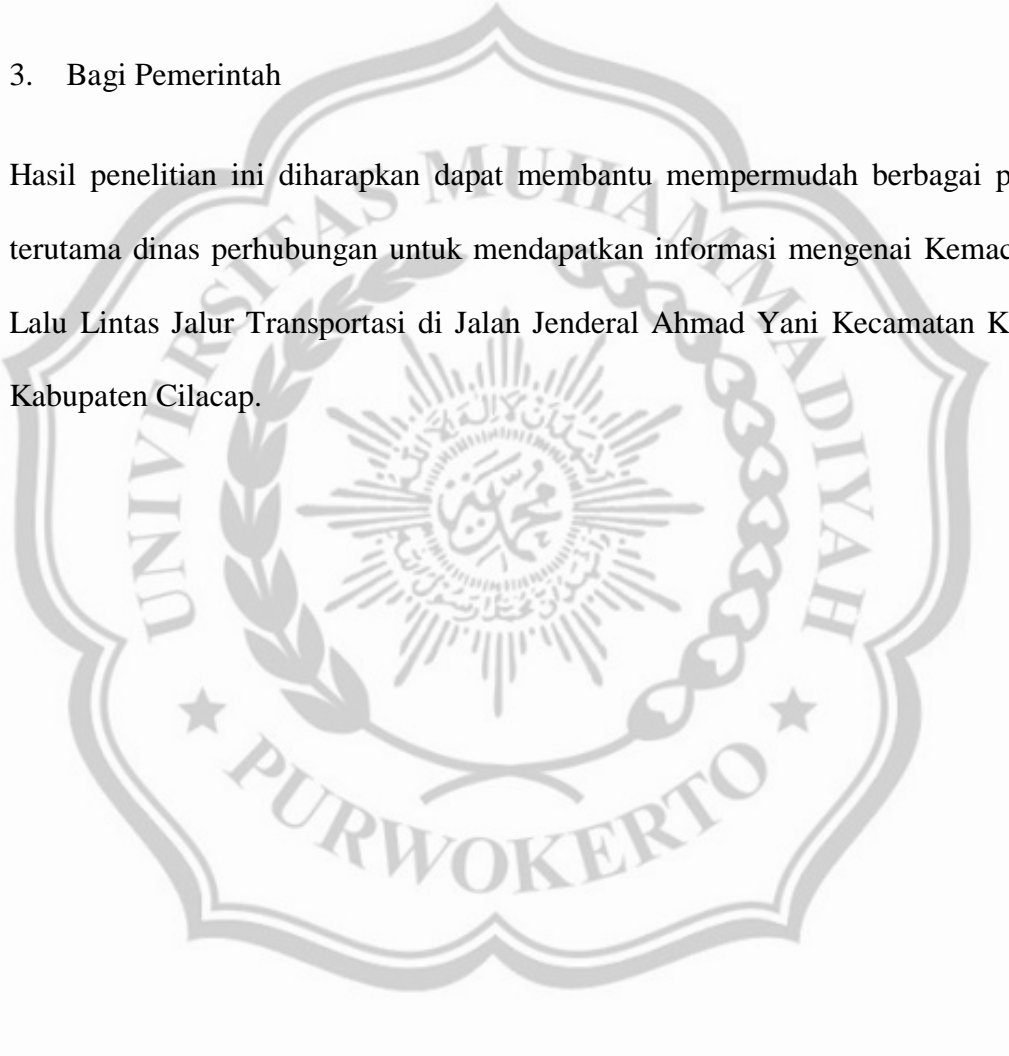 3. Bagi Pemerintah
Hasil penelitian ini diharapkan dapat membantu mempermudah berbagai p
terutama dinas perhubungan untuk mendapatkan informasi mengenai Kemac
Lalu Lintas Jalur Transportasi di Jalan Jenderal Ahmad Yani Kecamatan K
Kabupaten Cilacap.
UNIVERSITAS MUHAMMADIYAH
PURWOKERTO